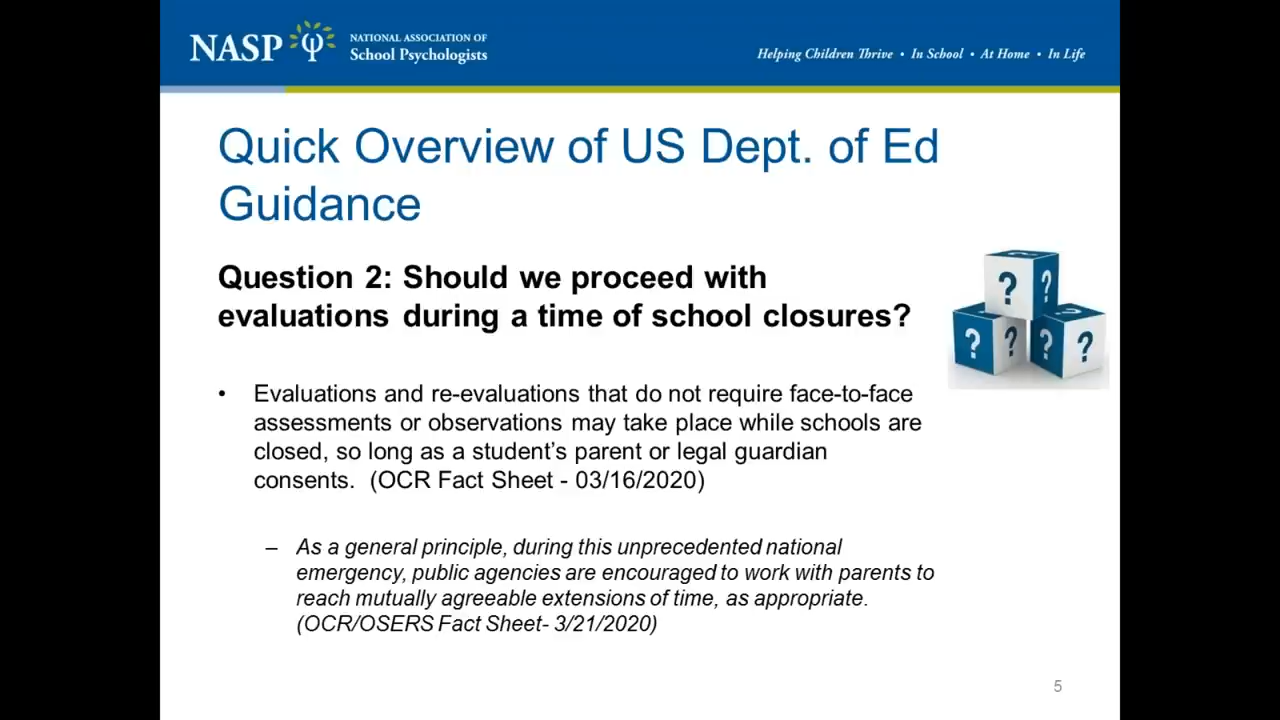 NASP
NATIONAL ASSOCIATION OF
School Psychologists
Helping Children Thrive • In School • At Home • In Life
Quick Overview of US Dept. of Ed
Guidance
Question 2: Should we proceed with
evaluations during a time of school closures?
? ?
? ? ? ?
• Evaluations and re-evaluations that do not require face-to-face
assessments or observations may take place while schools are
closed, so long as a student's parent or legal guardian
consents. (OCR Fact Sheet - 03/16/2020)
– As a general principle, during this unprecedented national
emergency, public agencies are encouraged to work with parents to
reach mutually agreeable extensions of time, as appropriate.
(OCR/OSERS Fact Sheet- 3/21/2020)
5